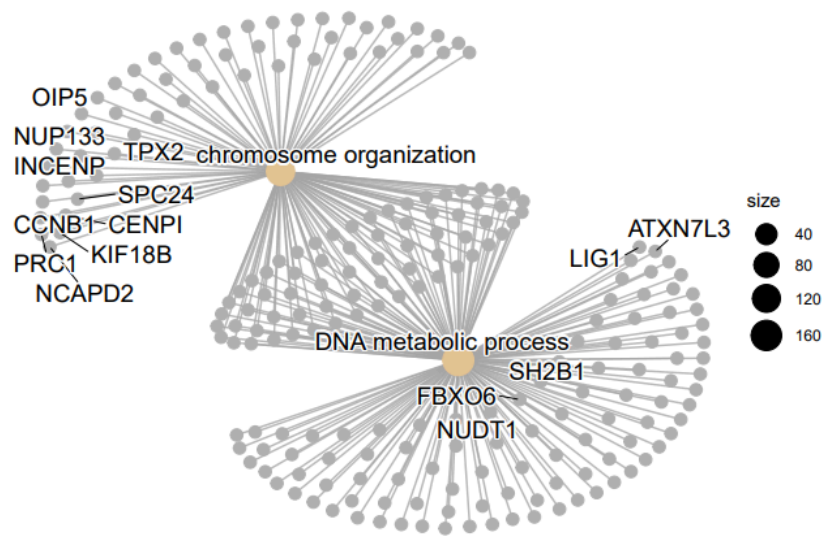 OIP5
NUP133
TPX2
chromosome organization
INCENP
SPC24
CCNB1
CENPI
KIF18B
PRC1
NCAPD2
size
40
80
120
160
ATXN7L3
LIG1
DNA metabolic process
SH2B1
FBXO6
NUDT1